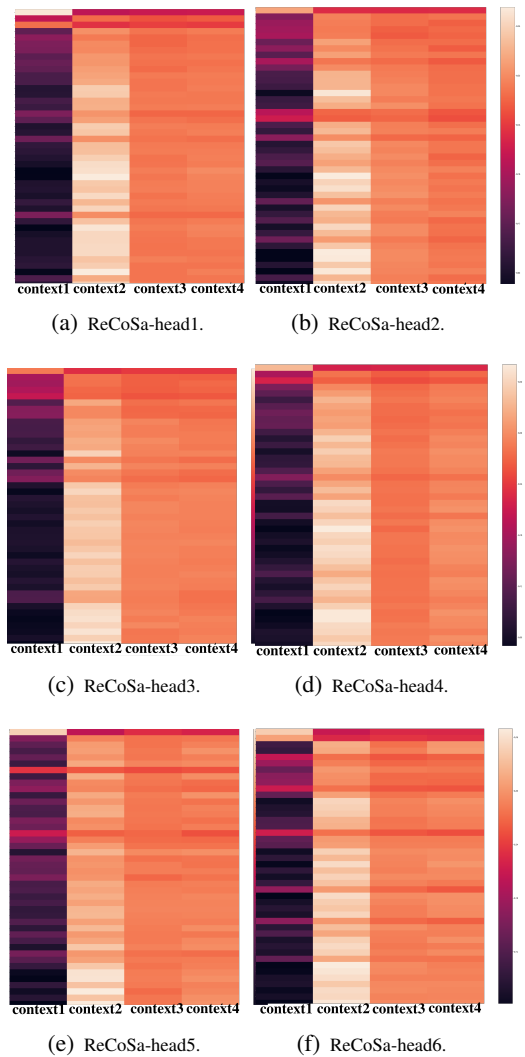 context1 context2 context3 context4
context1 context2 context3 context4
(a) ReCoSa-head1.
(b) ReCoSa-head2.
context1 context2 context3 context4
context1 context2 context3 context4
(c) ReCoSa-head3.
(d) ReCoSa-head4.
context1 context2 context3 context4
context1 context2 context3 context4
(e) ReCoSa-head5.
(f) ReCoSa-head6.